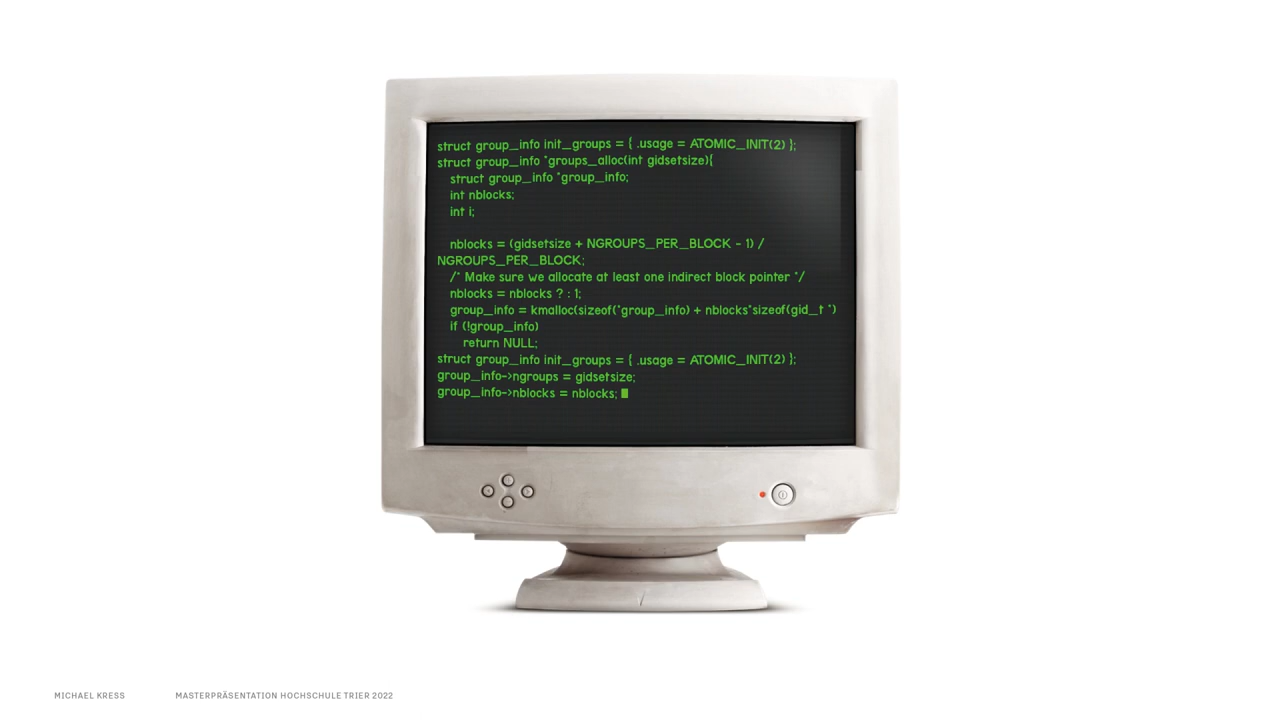 struct group_info init_groups = { .usage = ATOMIC_INIT(2) };
struct group_info *groups_alloc(int gidsetsize){
struct group_info *group_info;
int nblocks;
int i;
nblocks = (gidsetsize + NGROUPS_PER_BLOCK - 1) /
NGROUPS_PER_BLOCK;
/* Make sure we allocate at least one indirect block pointer */
nblocks = nblocks ? : 1;
group_info = kmalloc(sizeof(*group_info) + nblocks*sizeof(gid_t *)
if (!group_info)
return NULL;
struct group_info init_groups = { .usage = ATOMIC_INIT(2) };
group_info->ngroups = gidsetsize;
group_info->nblocks = nblocks;
MICHAEL KRESS MASTERPRÄSENTATION HOCHSCHULE TRIER 2022